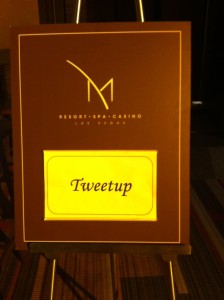 M
RESORT • SPA • CASINO
LAS VEGAS
Tweetup